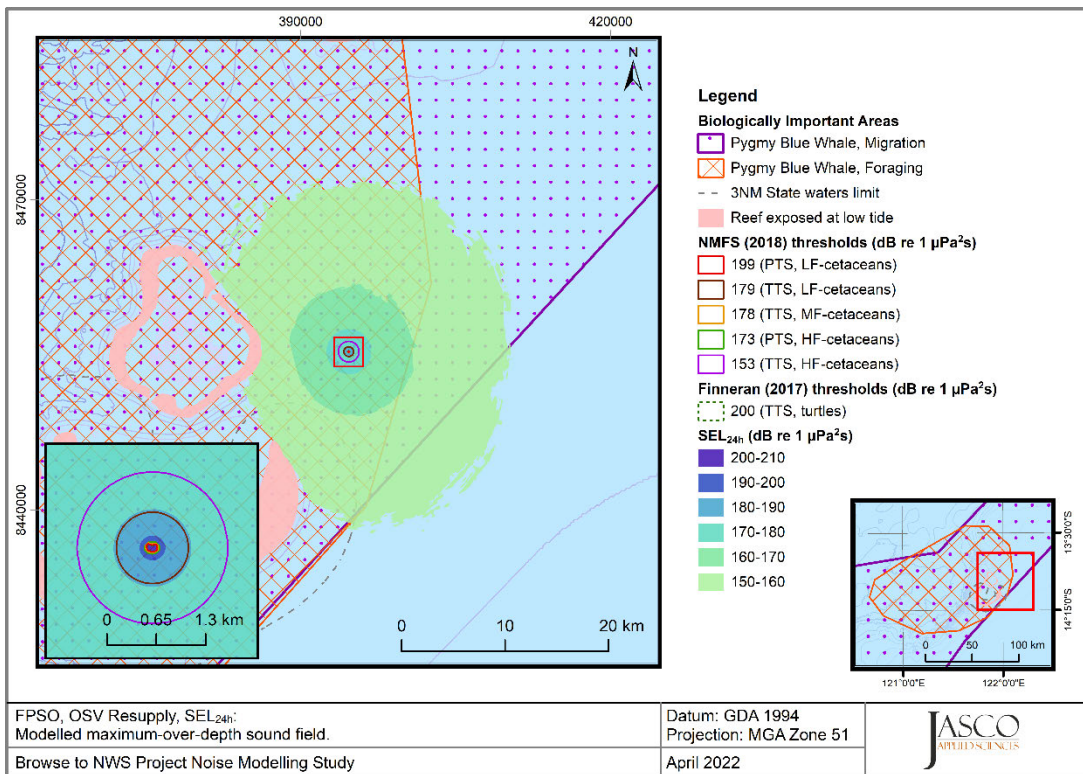 390000
420000
8470000
8440000
N
0
0.65
1.3 km
0
10
20 km
Legend
Biologically Important Areas
Pygmy Blue Whale, Migration
Pygmy Blue Whale, Foraging
3NM State waters limit
Reef exposed at low tide
NMFS (2018) thresholds (dB re 1 µPa²s)
199 (PTS, LF-cetaceans)
179 (TTS, LF-cetaceans)
178 (TTS, MF-cetaceans)
173 (PTS, HF-cetaceans)
153 (TTS, HF-cetaceans)
Finneran (2017) thresholds (dB re 1 µPa²s)
200 (TTS, turtles)
SEL24h (dB re 1 µPa²s)
200-210
190-200
180-190
170-180
160-170
150-160
13°30'0"S
14°15'0"S
0
50
100 km
121°0'0"E
122°0'0"E
FPSO, OSV Resupply, SEL24h:
Modelled maximum-over-depth sound field.
Browse to NWS Project Noise Modelling Study
Datum: GDA 1994
Projection: MGA Zone 51
April 2022
JASCO
APPLIED SCIENCES